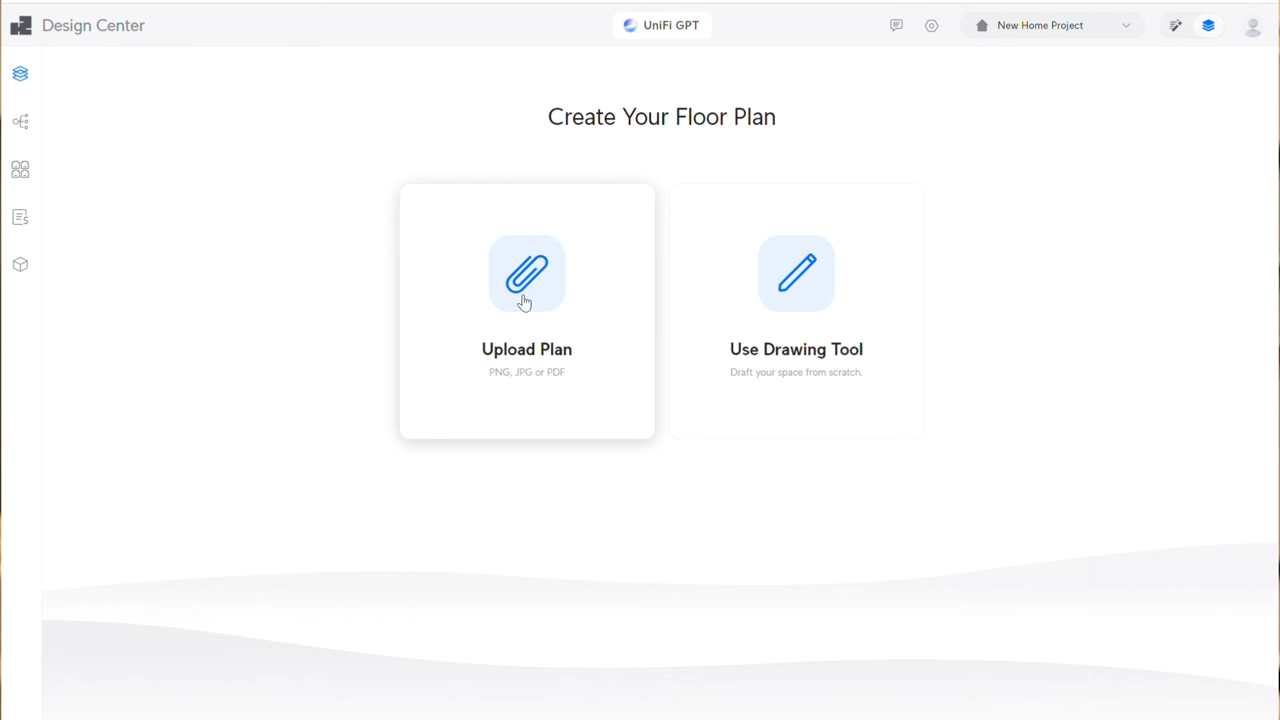 Design Center
UniFi GPT
New Home Project
Create Your Floor Plan
Upload Plan
PNG, JPG or PDF
Use Drawing Tool
Draft your space from scratch.